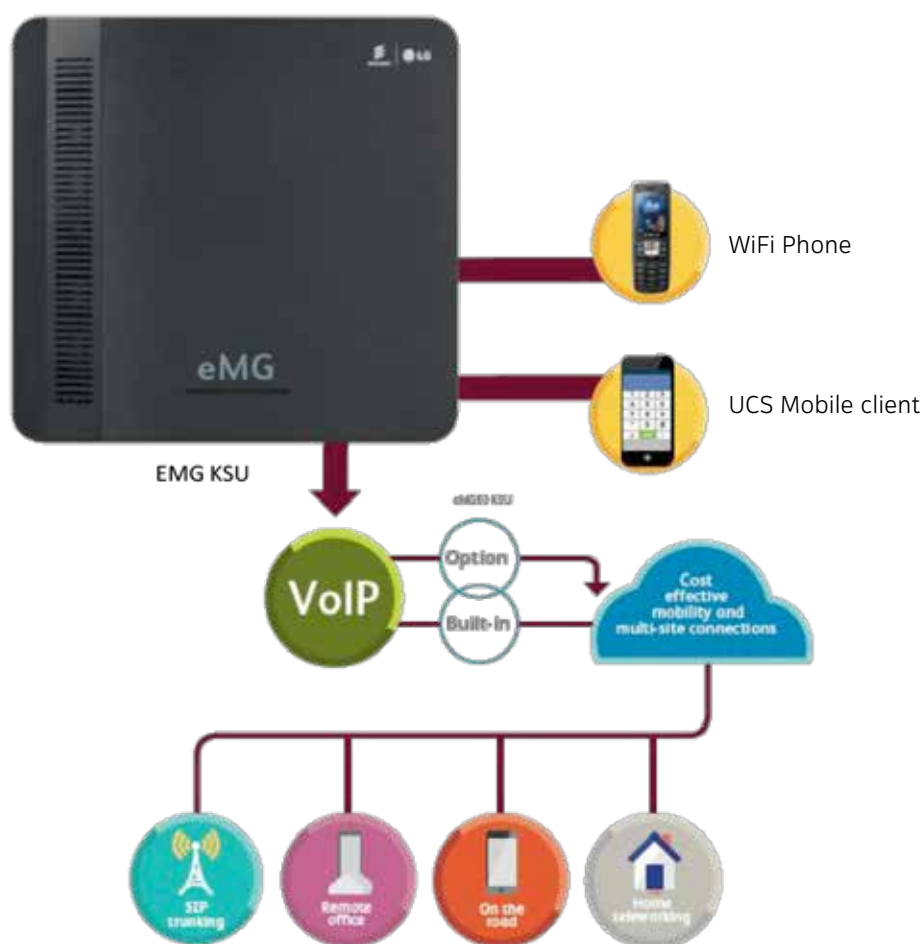 LG
eMG
WiFi Phone
UCS Mobile client
EMG KSU
VoIP
Option
Built-in
Cost
effective
mobility and
multi-site connections
SIP
trunking
Remote
office
On the
road
Home
teleworking